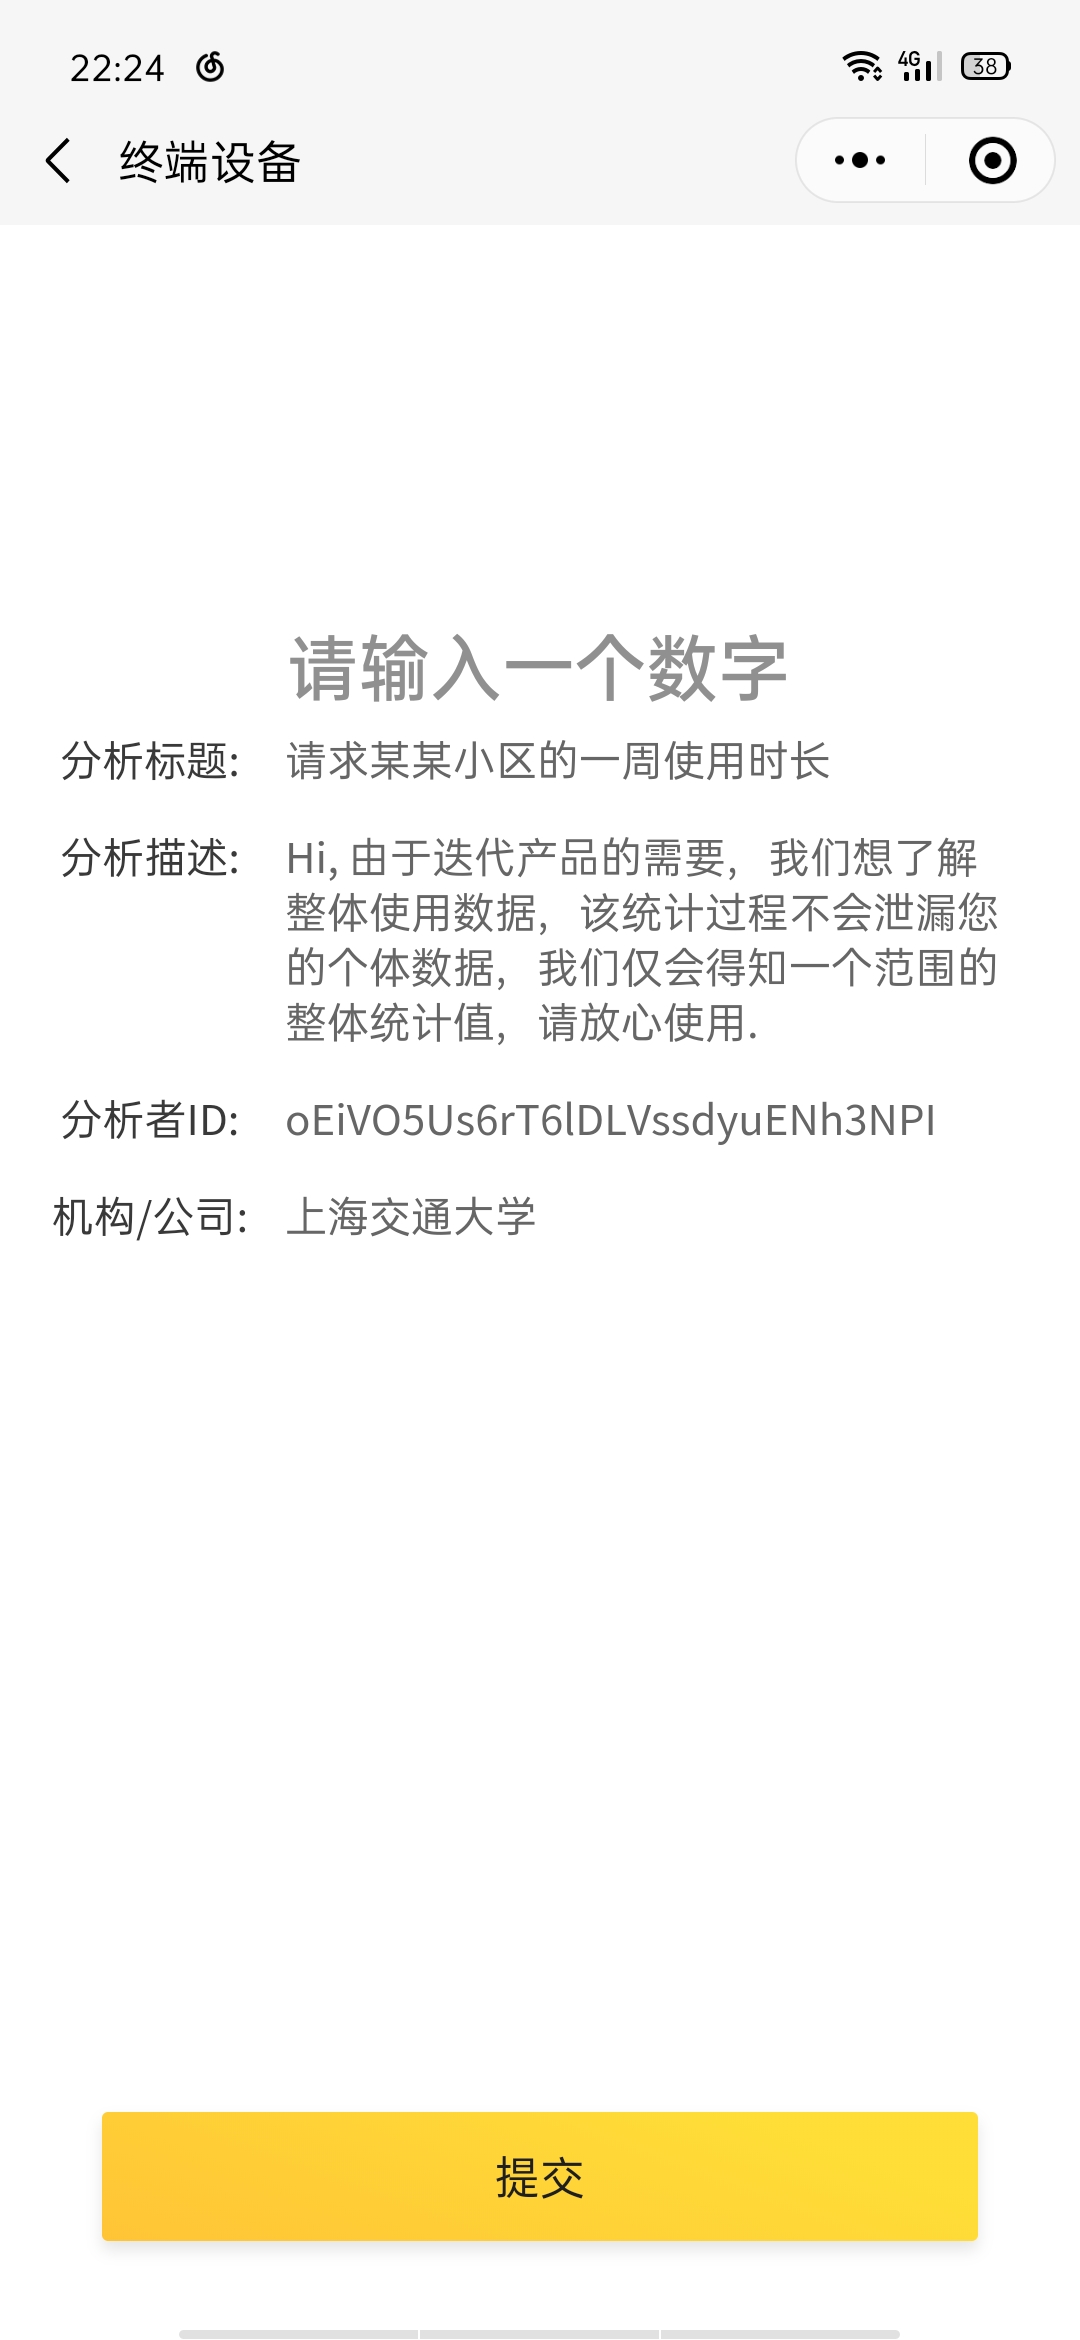 22:24 4G 38
终端设备
请输入一个数字
分析标题: 请求某某小区的一周使用时长
分析描述: Hi, 由于迭代产品的需要，我们想了解
整体使用数据，该统计过程不会泄漏您
的个体数据，我们仅会得知一个范围的
整体统计值，请放心使用.
分析者ID: oEiVO5Us6rT6lDLVssdyuENh3NPI
机构/公司: 上海交通大学
提交